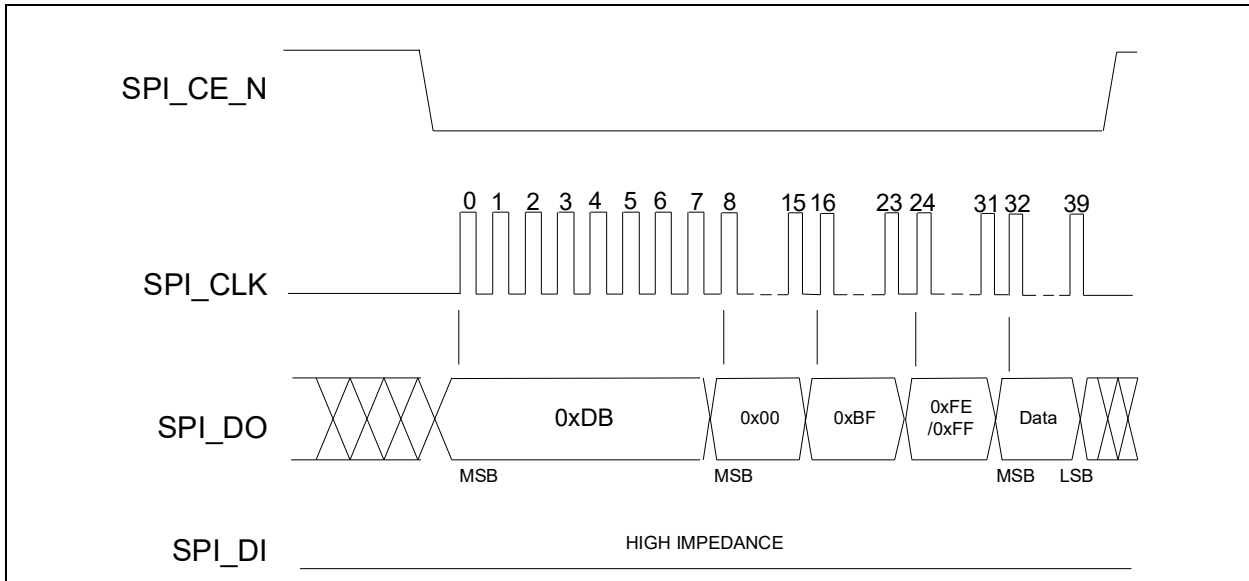 SPI_CE_N
0 1 2 3 4 5 6 7 8 15 16 23 24 31 32 39
SPI_CLK
SPI_DO
0xDB
0x00
0xBF
0xFE
/0xFF
Data
MSB MSB MSB LSB
SPI_DI
HIGH IMPEDANCE